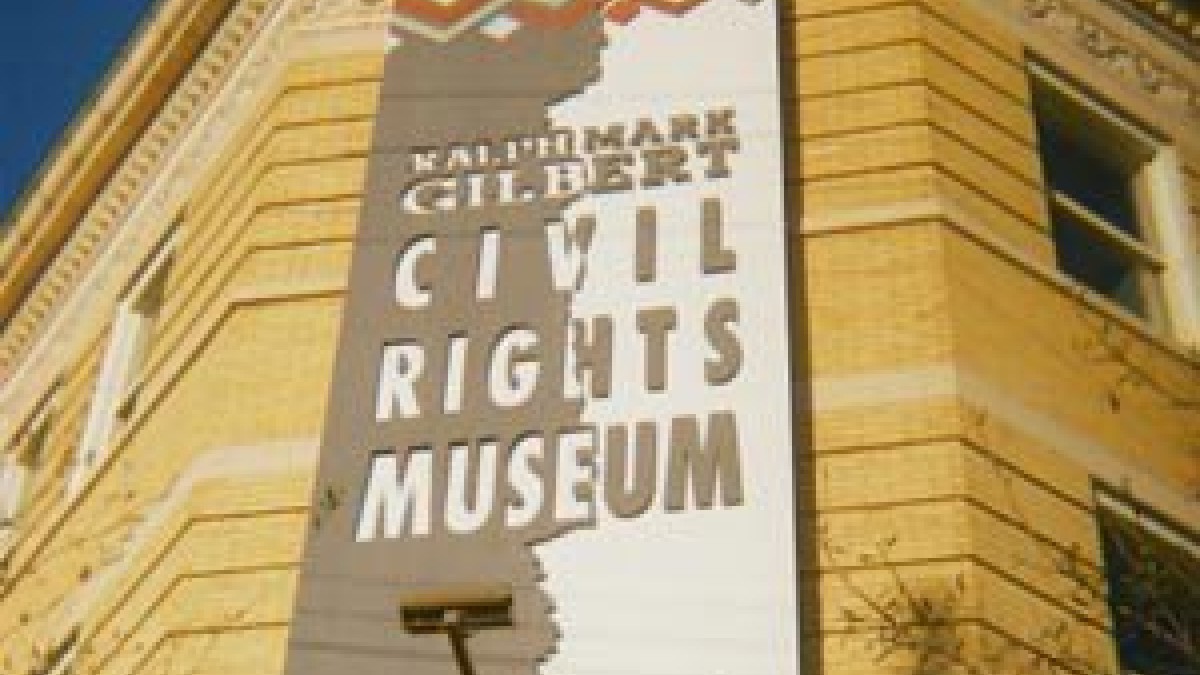 RALPH MARK
GILBERT
CIVIL
RIGHTS
MUSEUM